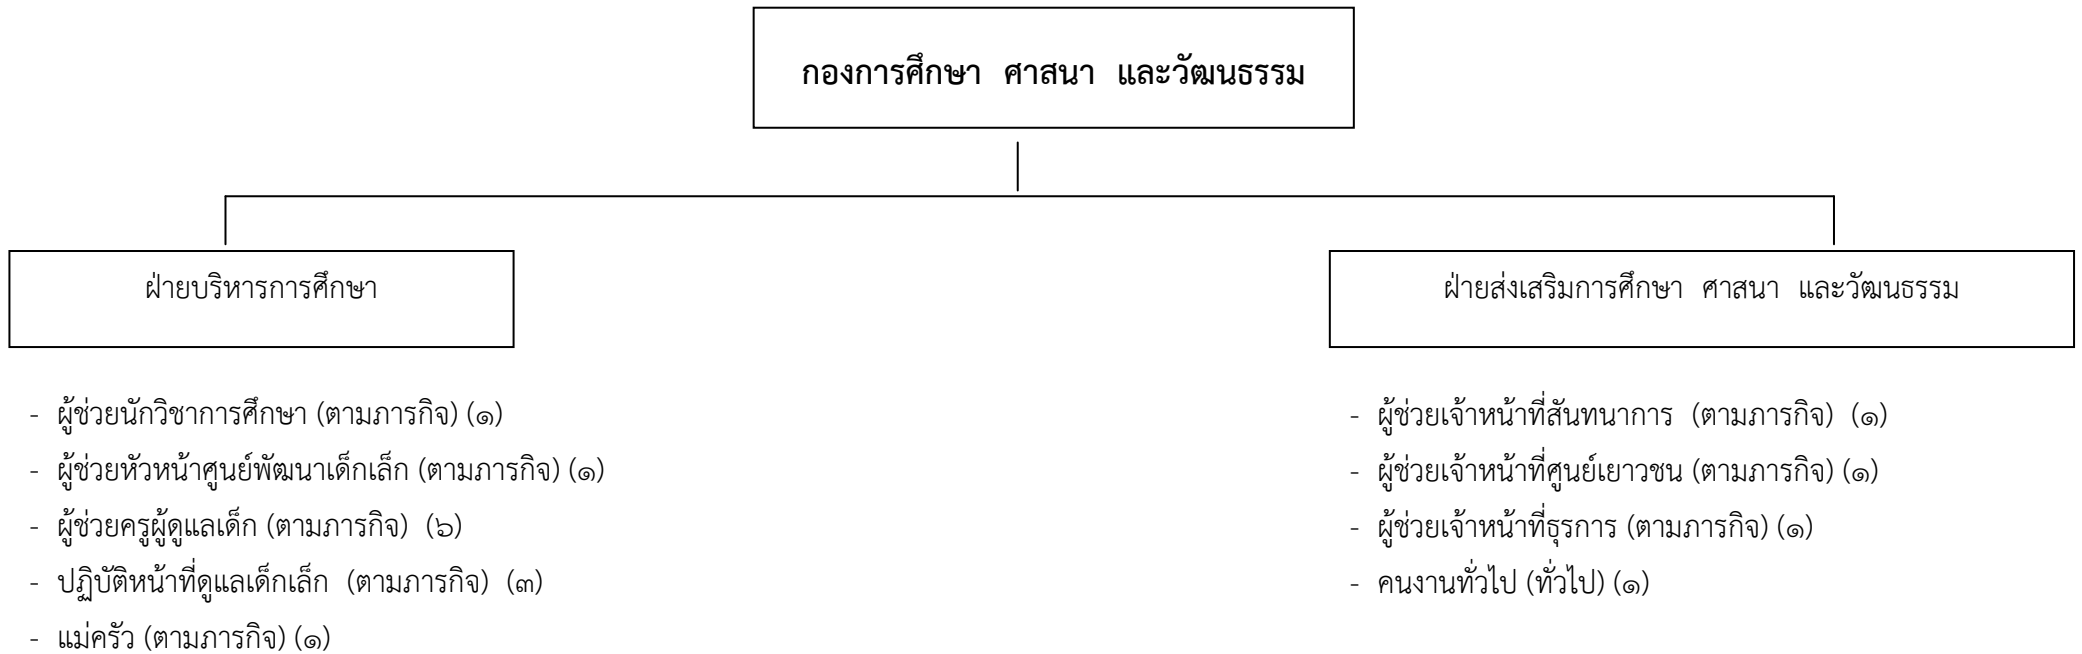 กองการศึกษา ศาสนา และวัฒนธรรม
ฝ่ายบริหารการศึกษา
- ผู้ช่วยนักวิชาการศึกษา (ตามภารกิจ) (๑)
- ผู้ช่วยหัวหน้าศูนย์พัฒนาเด็กเล็ก (ตามภารกิจ) (๑)
- ผู้ช่วยครูผู้ดูแลเด็ก (ตามภารกิจ) (๖)
- ปฏิบัติหน้าที่ดูแลเด็กเล็ก (ตามภารกิจ) (๓)
- แม่ครัว (ตามภารกิจ) (๑)
ฝ่ายส่งเสริมการศึกษา ศาสนา และวัฒนธรรม
- ผู้ช่วยเจ้าหน้าที่สันทนาการ (ตามภารกิจ) (๑)
- ผู้ช่วยเจ้าหน้าที่ศูนย์เยาวชน (ตามภารกิจ) (๑)
- ผู้ช่วยเจ้าหน้าที่ธุรการ (ตามภารกิจ) (๑)
- คนงานทั่วไป (ทั่วไป) (๑)